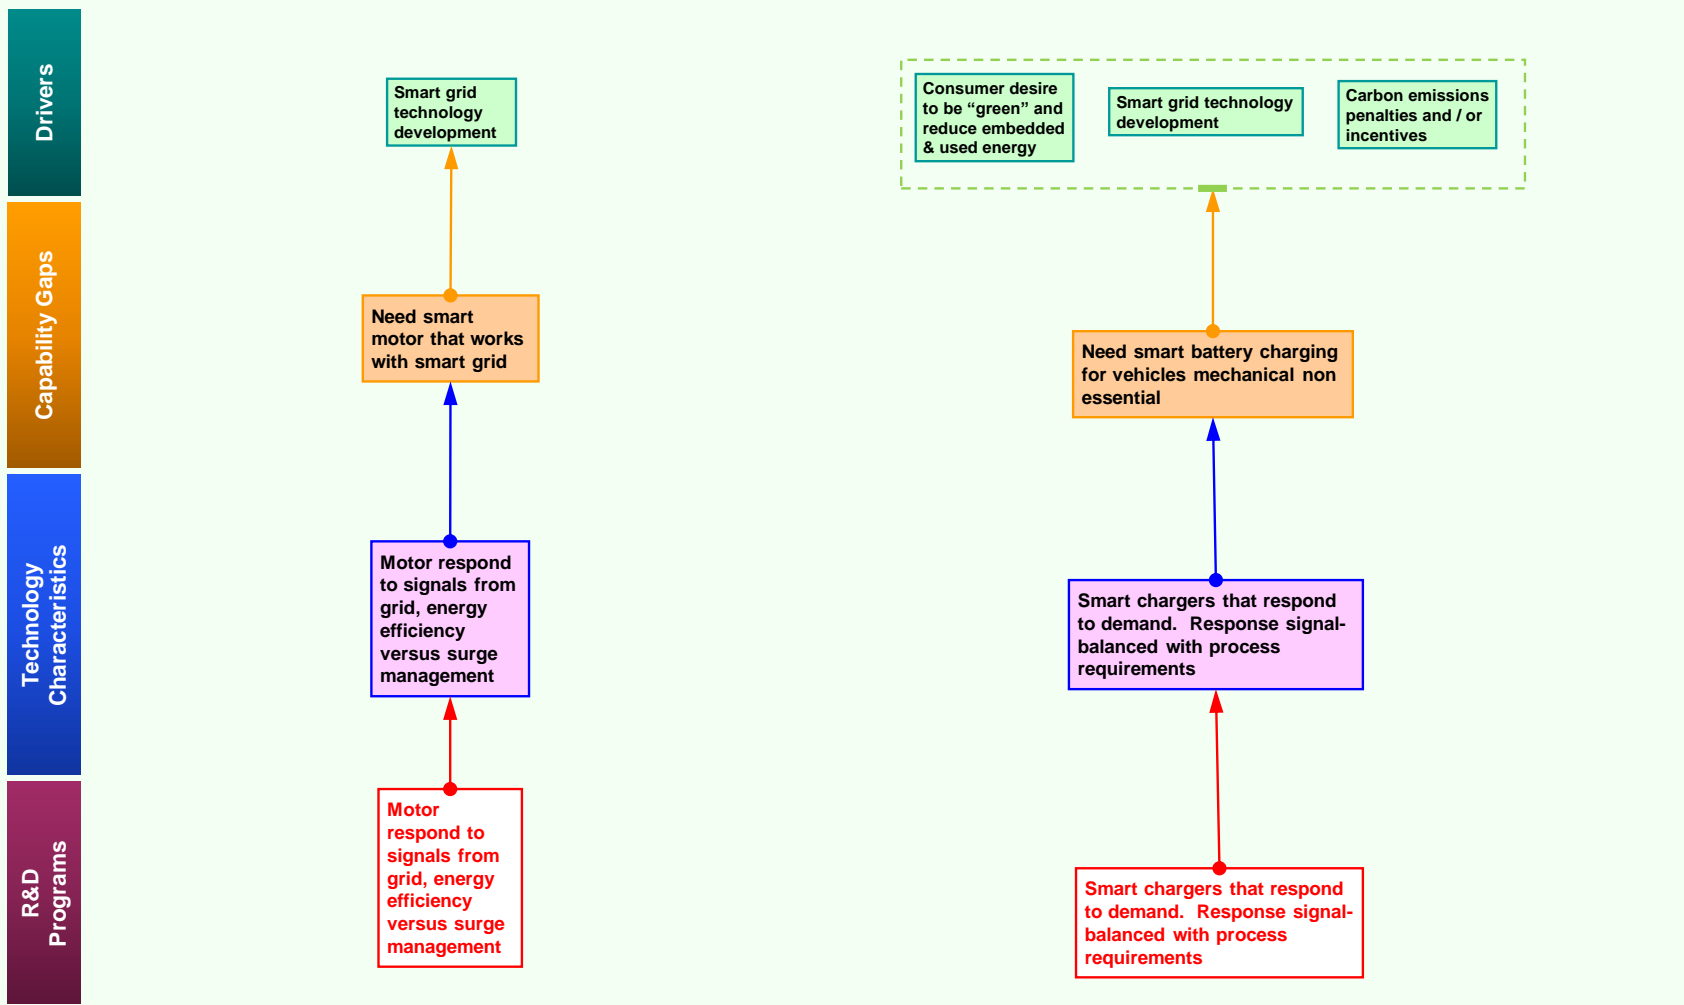 Drivers
Smart grid
technology
development
Consumer desire
to be “green” and
reduce embedded
& used energy
Smart grid technology
development
Carbon emissions
penalties and / or
incentives
Capability Gaps
Need smart
motor that works
with smart grid
Need smart battery charging
for vehicles mechanical non
essential
Technology
Characteristics
Motor respond
to signals from
grid, energy
efficiency
versus surge
management
Smart chargers that respond
to demand.  Response signal-
balanced with process
requirements
R&D
Programs
Motor
respond to
signals from
grid, energy
efficiency
versus surge
management
Smart chargers that respond
to demand.  Response signal-
balanced with process
requirements